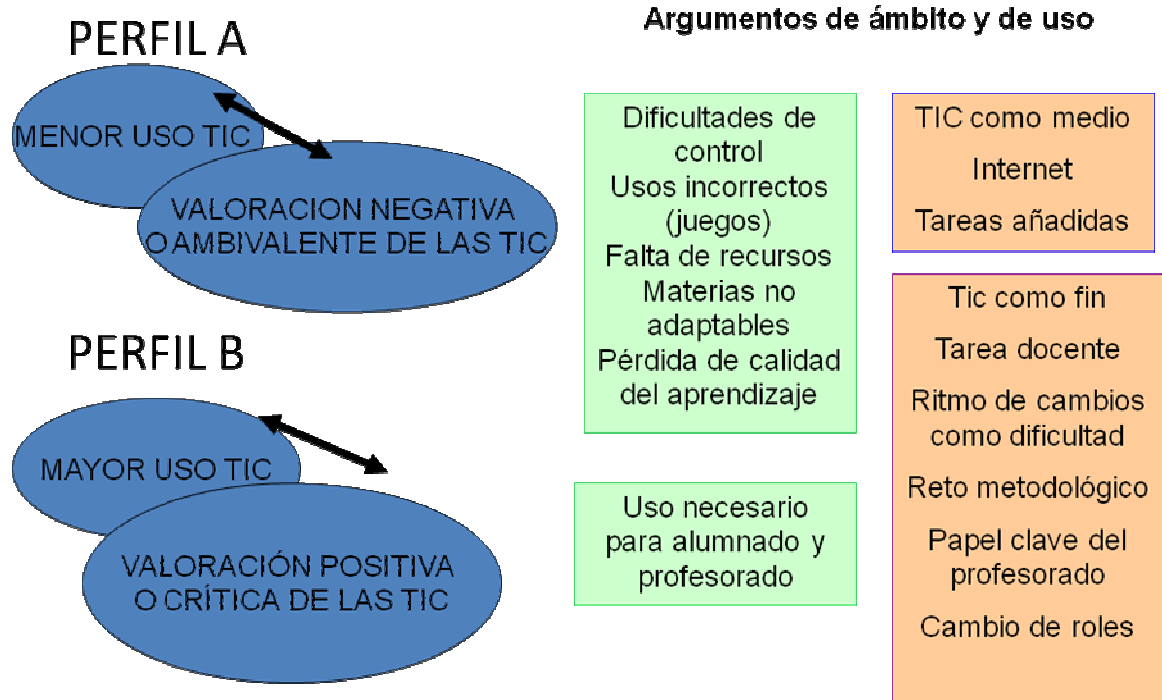 Argumentos de ámbito y de uso
PERFIL A
MENOR USO TIC
VALORACION NEGATIVA
O AMBIVALENTE DE LAS TIC
PERFIL B
MAYOR USO TIC
VALORACIÓN POSITIVA
O CRÍTICA DE LAS TIC
Dificultades de
control
Usos incorrectos
(juegos)
Falta de recursos
Materias no
adaptables
Pérdida de calidad
del aprendizaje
Uso necesario
para alumnado y
profesorado
TIC como medio
Internet
Tareas añadidas
Tic como fin
Tarea docente
Ritmo de cambios
como dificultad
Reto metodológico
Papel clave del
profesorado
Cambio de roles